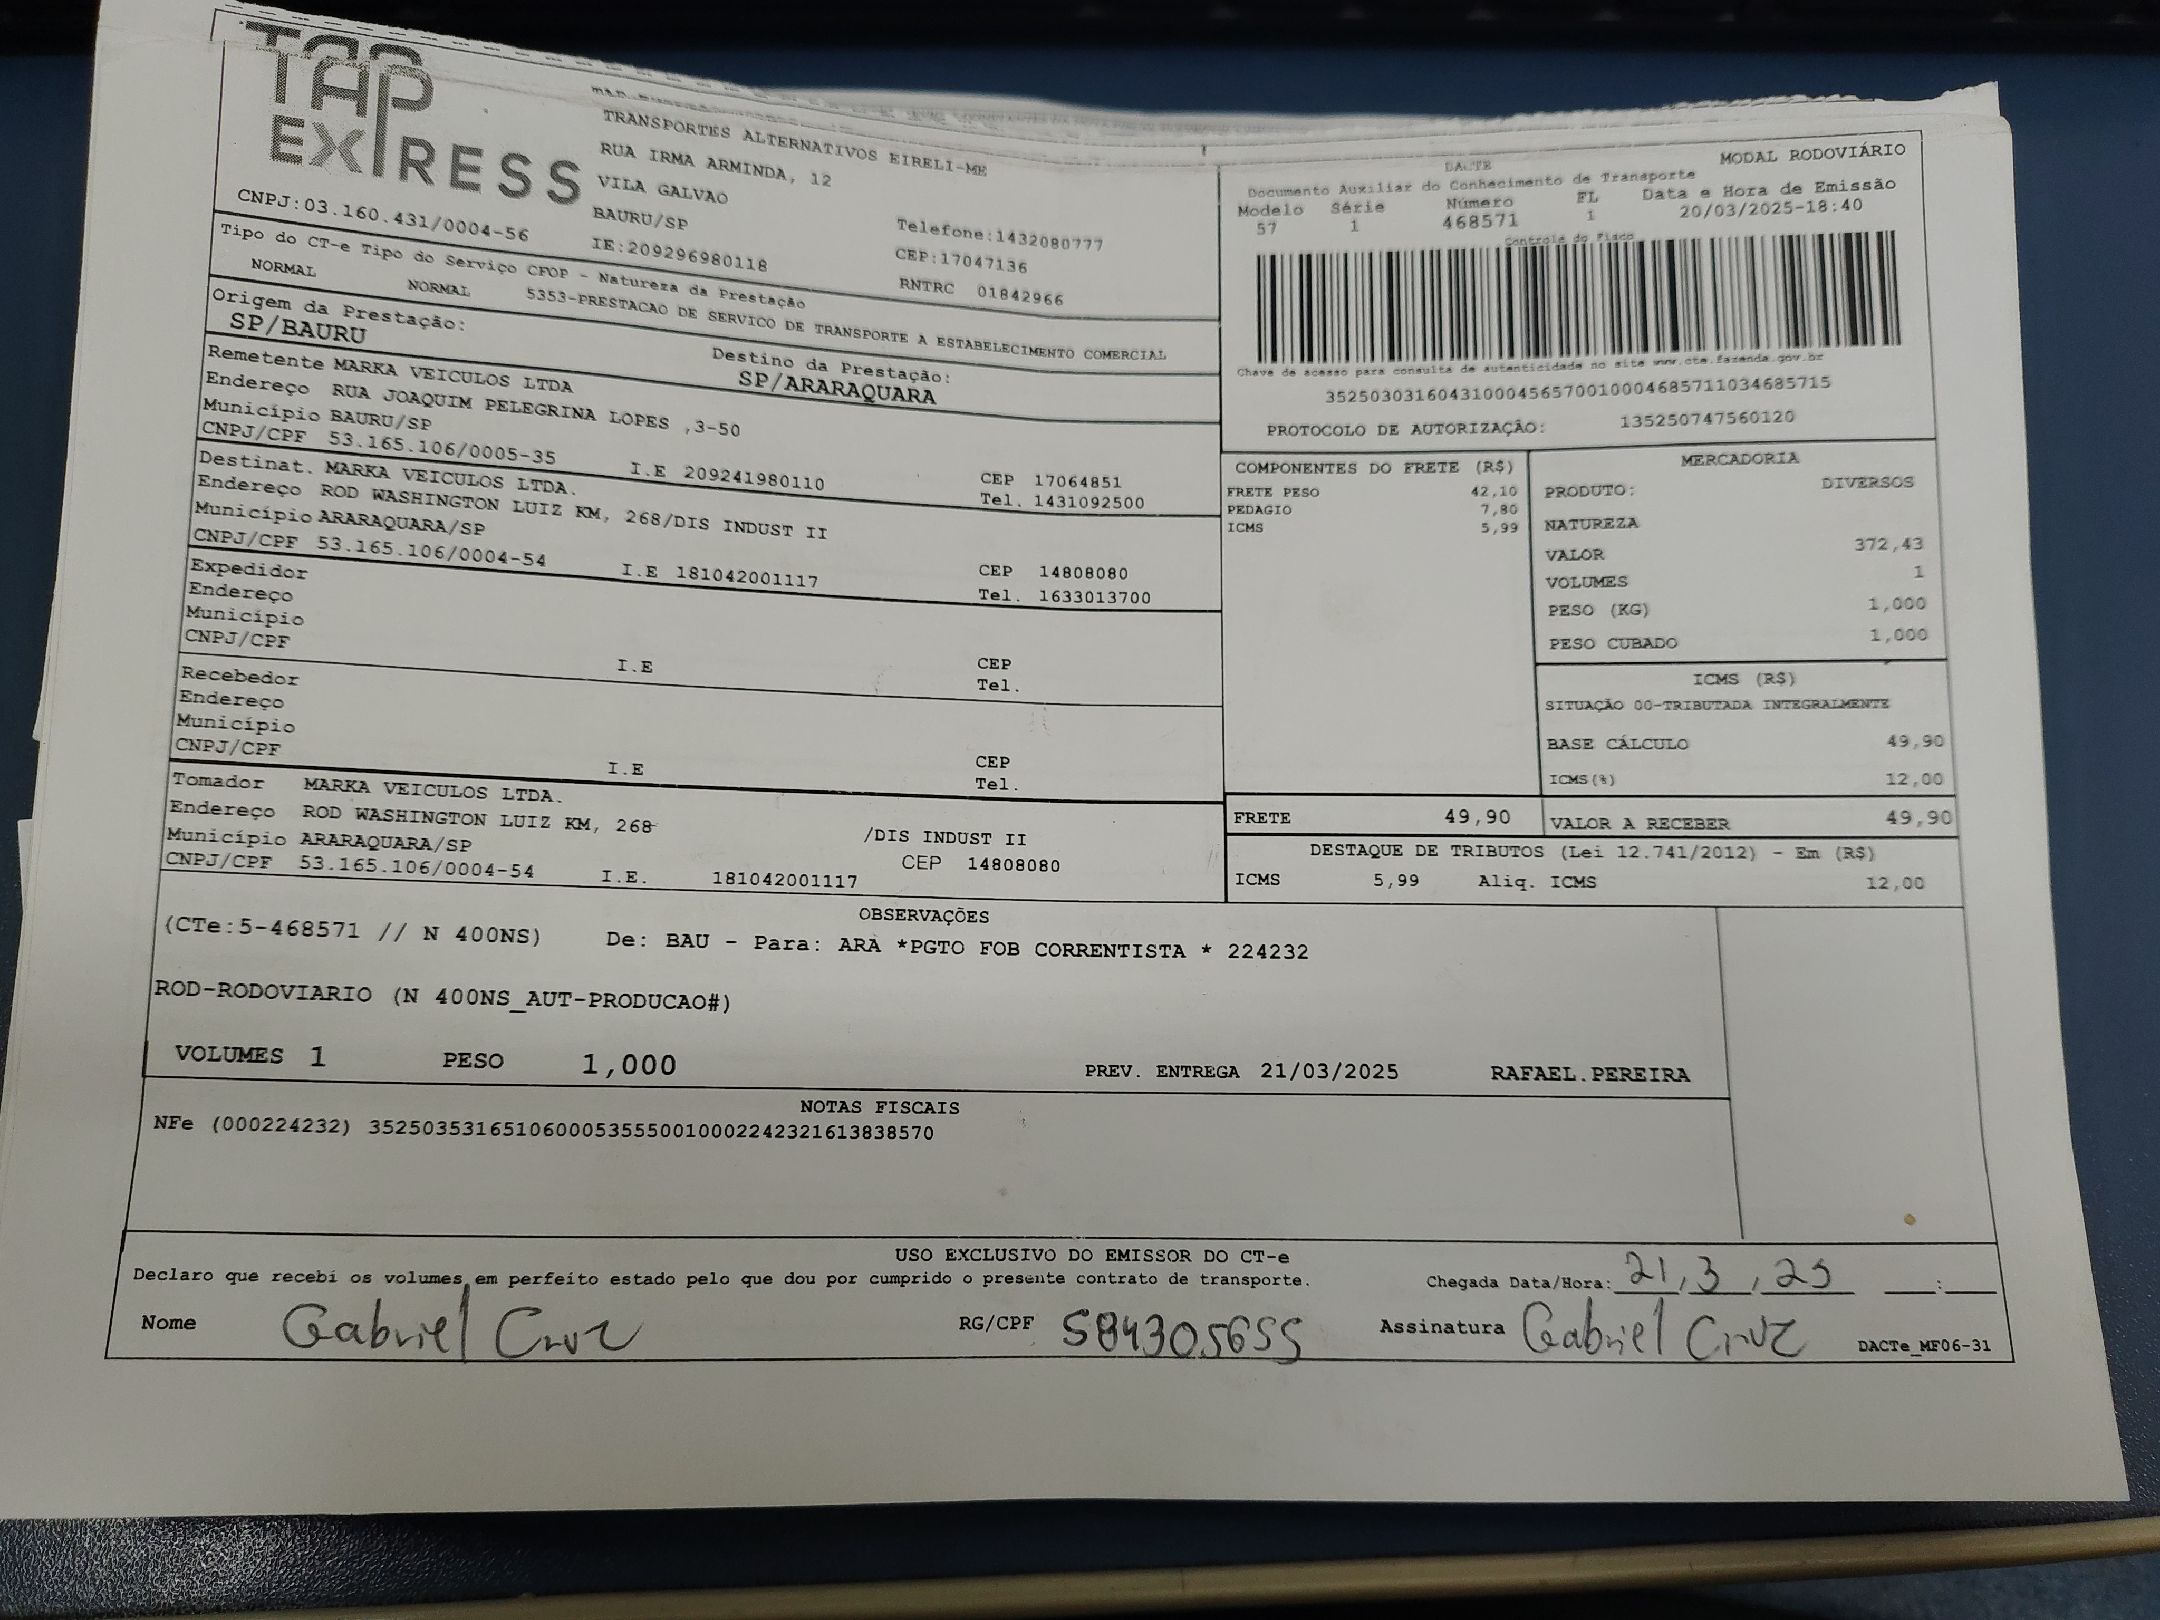 TAP
EXPRESS
CNPJ:03.160.431/0004-56
TRANSPORTES ALTERNATIVOS EIRELI-ME
RUA IRMA ARMINDA, 12
VILA GALVAO
BAURU/SP
IE:209296980118
Telefone:1432080777
CEP:17047136
RNTRC 01842966
DACTE
MODAL RODOVIÁRIO
Documento Auxiliar do Conhecimento de Transporte
Modelo Série Número FL Data e Hora de Emissão
57 1 468571 1 20/03/2025-18:40
Controle do Fisco
Chave de acesso para consulta de autenticidade no site www.cte.fazenda.gov.br
35250303160431000456570010004685711034685715
PROTOCOLO DE AUTORIZAÇÃO: 135250747560120
Tipo do CT-e Tipo do Serviço CFOP - Natureza da Prestação
NORMAL NORMAL 5353-PRESTACAO DE SERVICO DE TRANSPORTE A ESTABELECIMENTO COMERCIAL
Origem da Prestação: Destino da Prestação:
SP/BAURU SP/ARARAQUARA
Remetente MARKA VEICULOS LTDA
Endereço RUA JOAQUIM PELEGRINA LOPES ,3-50
Município BAURU/SP CEP 17064851
CNPJ/CPF 53.165.106/0005-35 I.E 209241980110 Tel. 1431092500
Destinat. MARKA VEICULOS LTDA.
Endereço ROD WASHINGTON LUIZ KM, 268/DIS INDUST II
Município ARARAQUARA/SP CEP 14808080
CNPJ/CPF 53.165.106/0004-54 I.E 181042001117 Tel. 1633013700
Expedidor
Endereço
Município CEP
CNPJ/CPF I.E Tel.
Recebedor
Endereço
Município CEP
CNPJ/CPF I.E Tel.
Tomador MARKA VEICULOS LTDA.
Endereço ROD WASHINGTON LUIZ KM, 268 /DIS INDUST II
Município ARARAQUARA/SP CEP 14808080
CNPJ/CPF 53.165.106/0004-54 I.E. 181042001117
COMPONENTES DO FRETE (R$)
FRETE PESO 42,10
PEDAGIO 7,80
ICMS 5,99
MERCADORIA
PRODUTO: DIVERSOS
NATUREZA
VALOR 372,43
VOLUMES 1
PESO (KG) 1,000
PESO CUBADO 1,000
ICMS (R$)
SITUAÇÃO 00-TRIBUTADA INTEGRALMENTE
BASE CÁLCULO 49,90
ICMS(%) 12,00
FRETE 49,90 VALOR A RECEBER 49,90
DESTAQUE DE TRIBUTOS (Lei 12.741/2012) - Em (R$)
ICMS 5,99 Aliq. ICMS 12,00
OBSERVAÇÕES
(CTe:5-468571 // N 400NS) De: BAU - Para: ARA *PGTO FOB CORRENTISTA * 224232
ROD-RODOVIARIO (N 400NS_AUT-PRODUCAO#)
VOLUMES 1 PESO 1,000 PREV. ENTREGA 21/03/2025 RAFAEL.PEREIRA
NOTAS FISCAIS
NFe (000224232) 35250353165106000535550010002242321613838570
USO EXCLUSIVO DO EMISSOR DO CT-e
Declaro que recebi os volumes em perfeito estado pelo que dou por cumprido o presente contrato de transporte. Chegada Data/Hora: 21,3,25 :
Nome Gabriel Cruz RG/CPF 584305655 Assinatura Gabriel Cruz DACTe_MF06-31